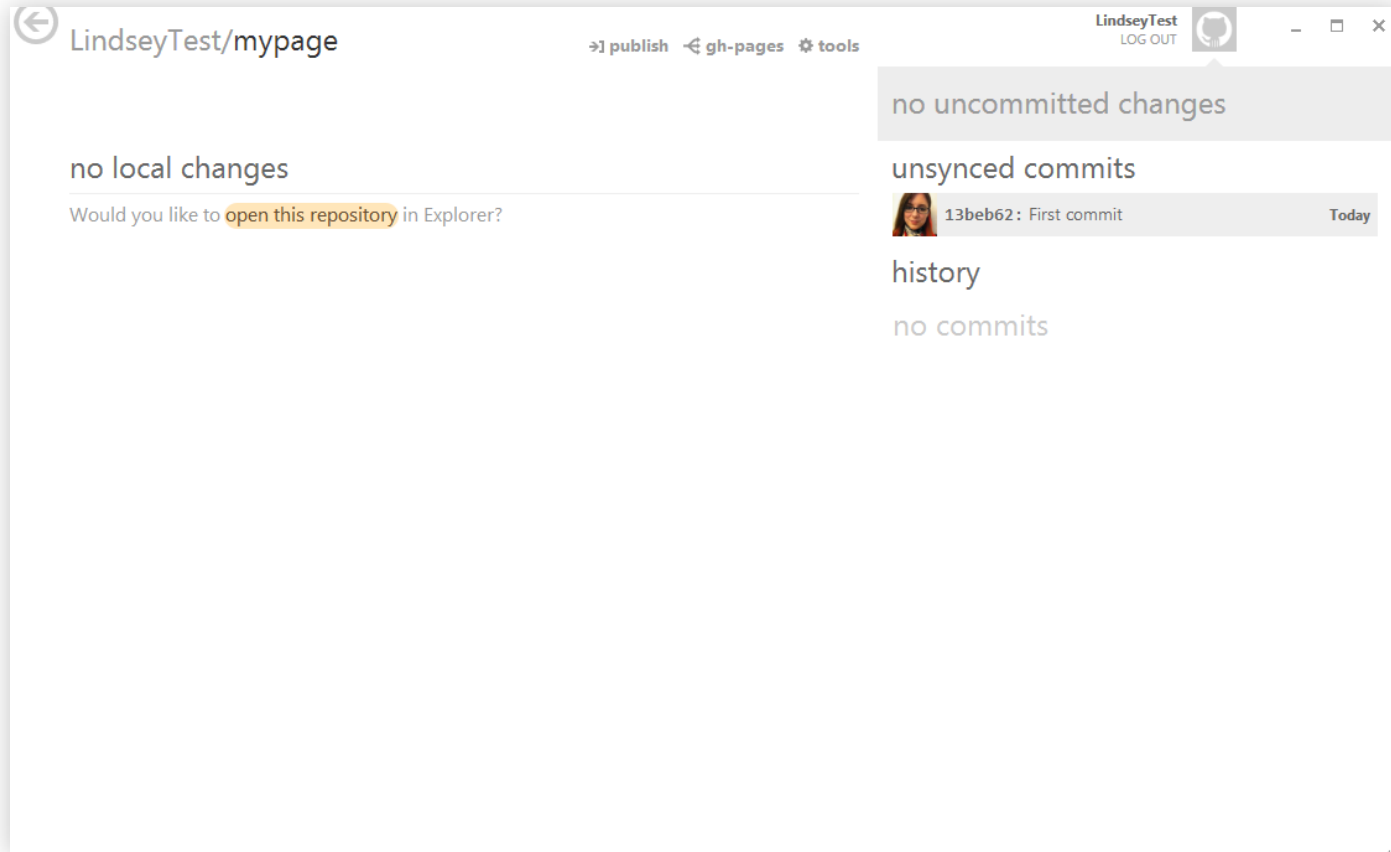 LindseyTest/mypage
publish gh-pages tools
LindseyTest
LOG OUT
no uncommitted changes
no local changes
Would you like to open this repository in Explorer?
unsynced commits
13beb62: First commit Today
history
no commits